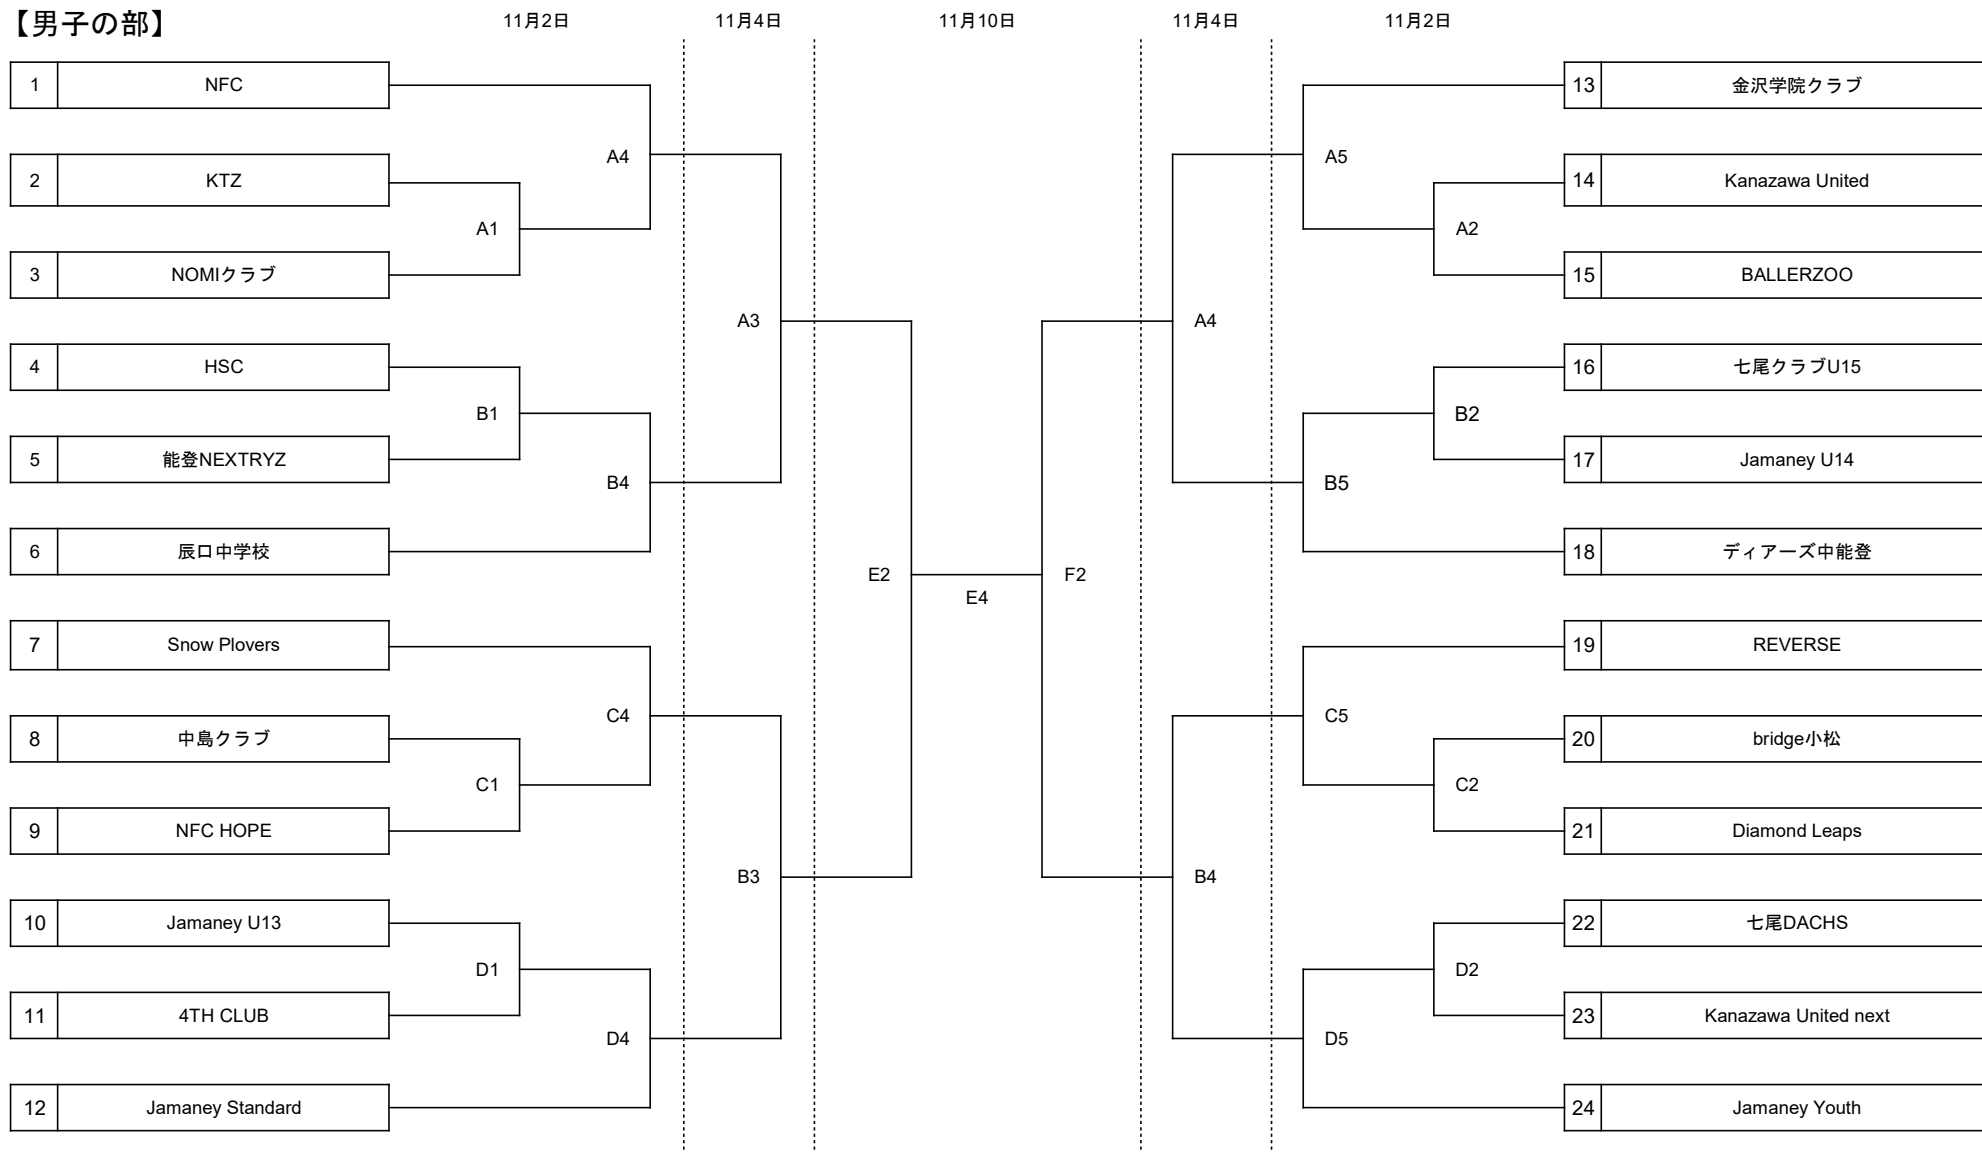 【男子の部】
11月2日
11月4日
11月10日
11月4日
11月2日
1 NFC
2 KTZ
3 NOMIクラブ
4 HSC
5 能登NEXTRYZ
6 辰口中学校
7 Snow Plovers
8 中島クラブ
9 NFC HOPE
10 Jamaney U13
11 4TH CLUB
12 Jamaney Standard
A1
B1
C1
D1
A4
B4
C4
D4
A3
B3
E2
E4
F2
A4
B4
A5
B5
C5
D5
A2
B2
C2
D2
13 金沢学院クラブ
14 Kanazawa United
15 BALLERZOO
16 七尾クラブU15
17 Jamaney U14
18 ディアーズ中能登
19 REVERSE
20 bridge小松
21 Diamond Leaps
22 七尾DACHS
23 Kanazawa United next
24 Jamaney Youth